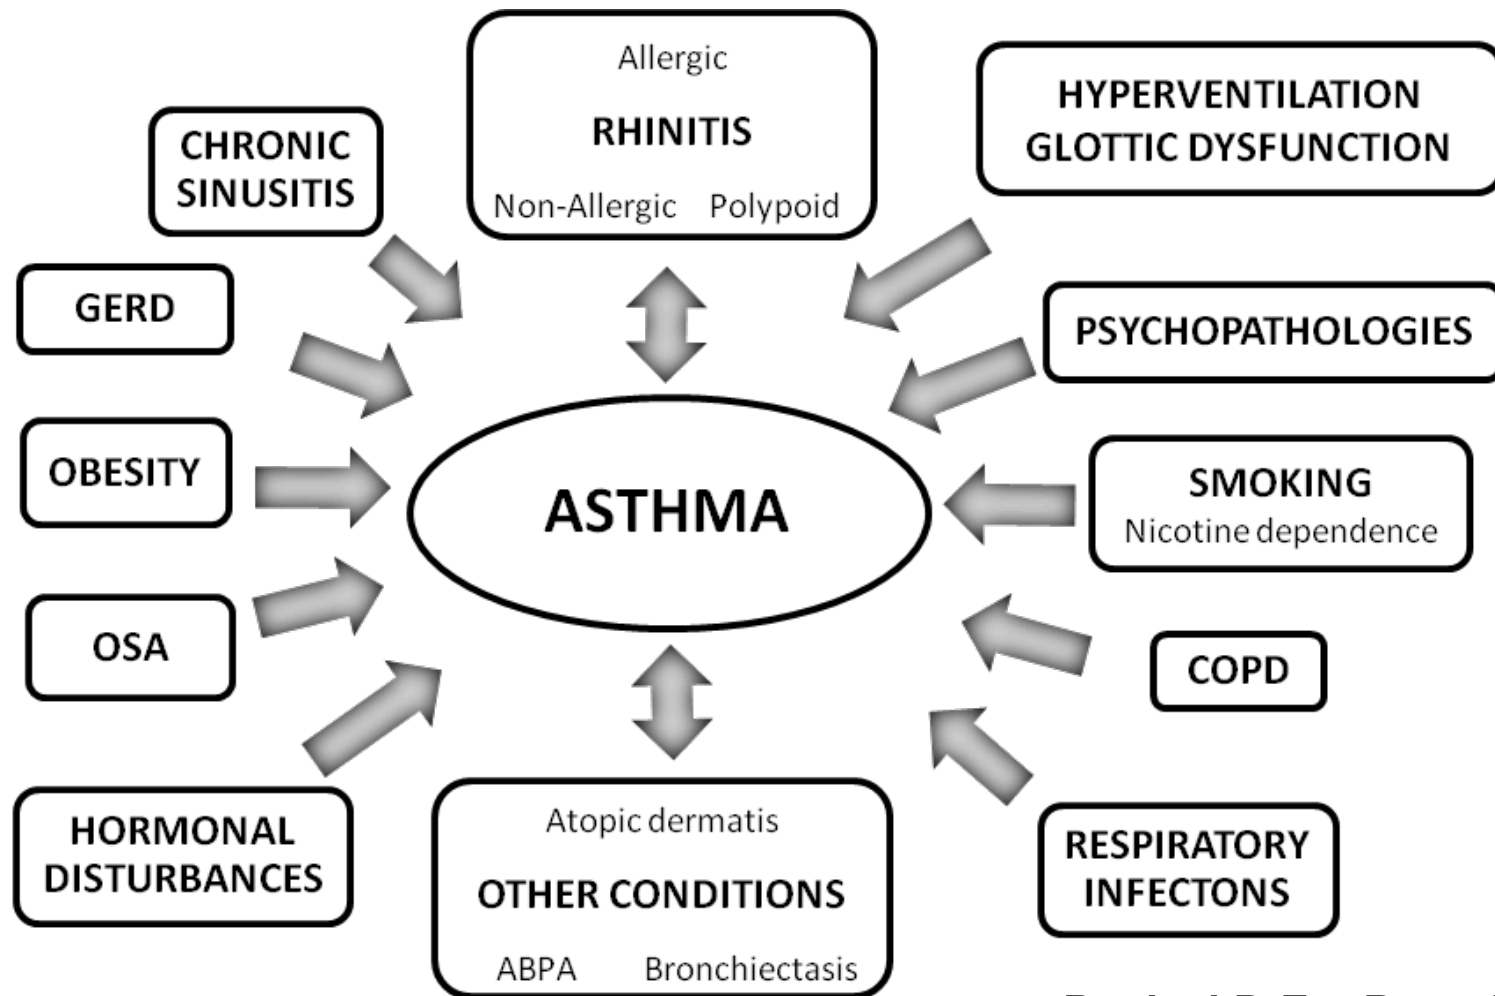 Allergic
RHINITIS
Non-Allergic Polypoid
HYPERVENTILATION
GLOTTIC DYSFUNCTION
CHRONIC
SINUSITIS
GERD
PSYCHOPATHOLOGIES
OBESITY
ASTHMA
SMOKING
Nicotine dependence
OSA
COPD
HORMONAL
DISTURBANCES
Atopic dermatis
OTHER CONDITIONS
ABPA Bronchiectasis
RESPIRATORY
INFECTONS